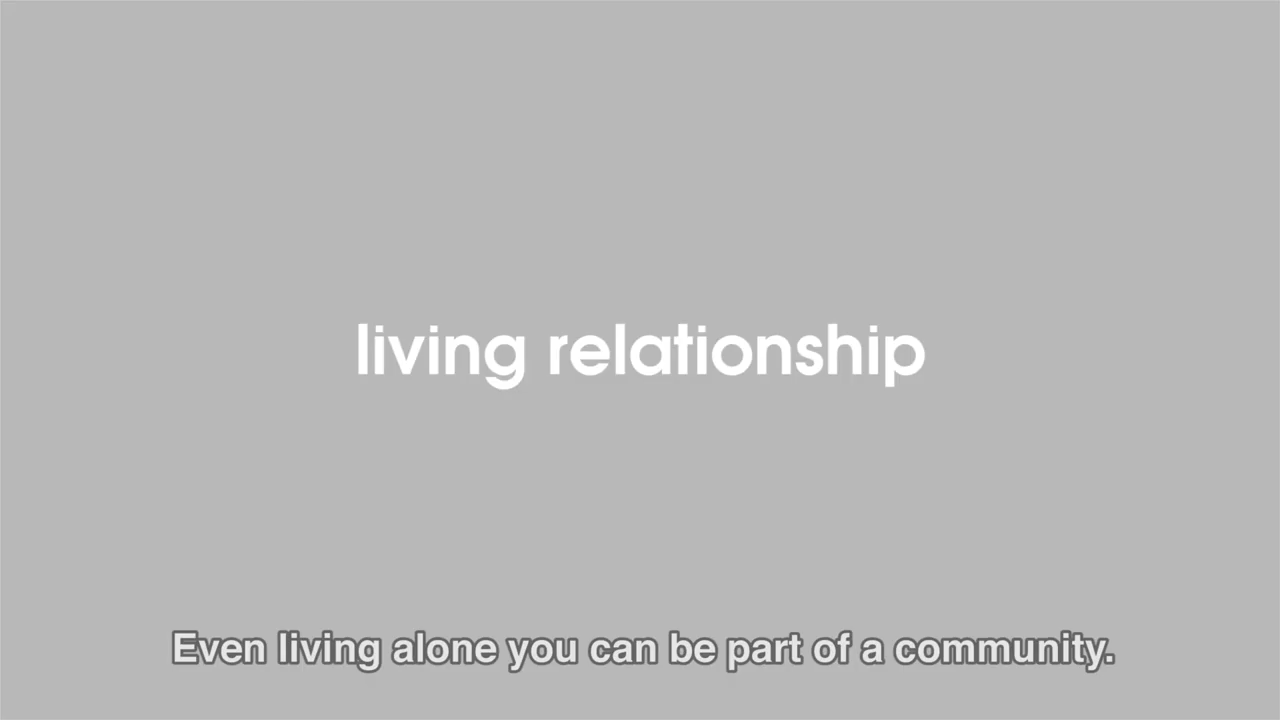 living relationship
Even living alone you can be part of a community.